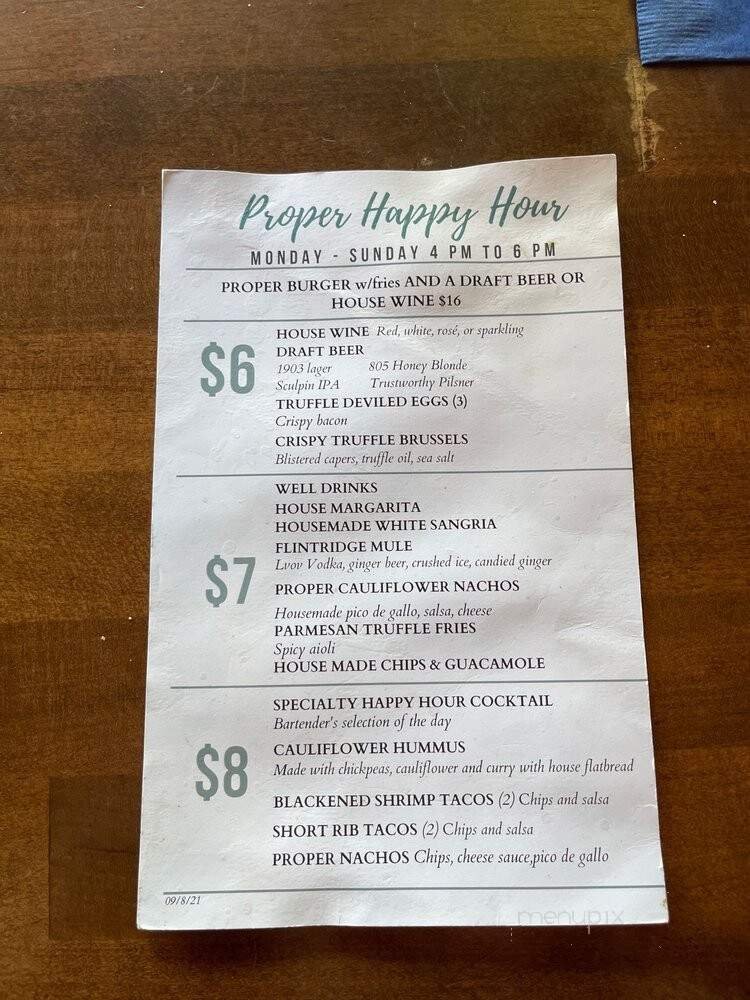 Proper Happy Hour
MONDAY - SUNDAY 4 PM TO 6 PM
PROPER BURGER w/fries AND A DRAFT BEER OR
HOUSE WINE $16
$6
HOUSE WINE Red, white, rosé, or sparkling
DRAFT BEER
1903 lager 805 Honey Blonde
Sculpin IPA Trustworthy Pilsner
TRUFFLE DEVILED EGGS (3)
Crispy bacon
CRISPY TRUFFLE BRUSSELS
Blistered capers, truffle oil, sea salt
$7
WELL DRINKS
HOUSE MARGARITA
HOUSEMADE WHITE SANGRIA
FLINTRIDGE MULE
Lvov Vodka, ginger beer, crushed ice, candied ginger
PROPER CAULIFLOWER NACHOS
Housemade pico de gallo, salsa, cheese
PARMESAN TRUFFLE FRIES
Spicy aioli
HOUSE MADE CHIPS & GUACAMOLE
$8
SPECIALTY HAPPY HOUR COCKTAIL
Bartender's selection of the day
CAULIFLOWER HUMMUS
Made with chickpeas, cauliflower and curry with house flatbread
BLACKENED SHRIMP TACOS (2) Chips and salsa
SHORT RIB TACOS (2) Chips and salsa
PROPER NACHOS Chips, cheese sauce,pico de gallo
09/8/21
menupix